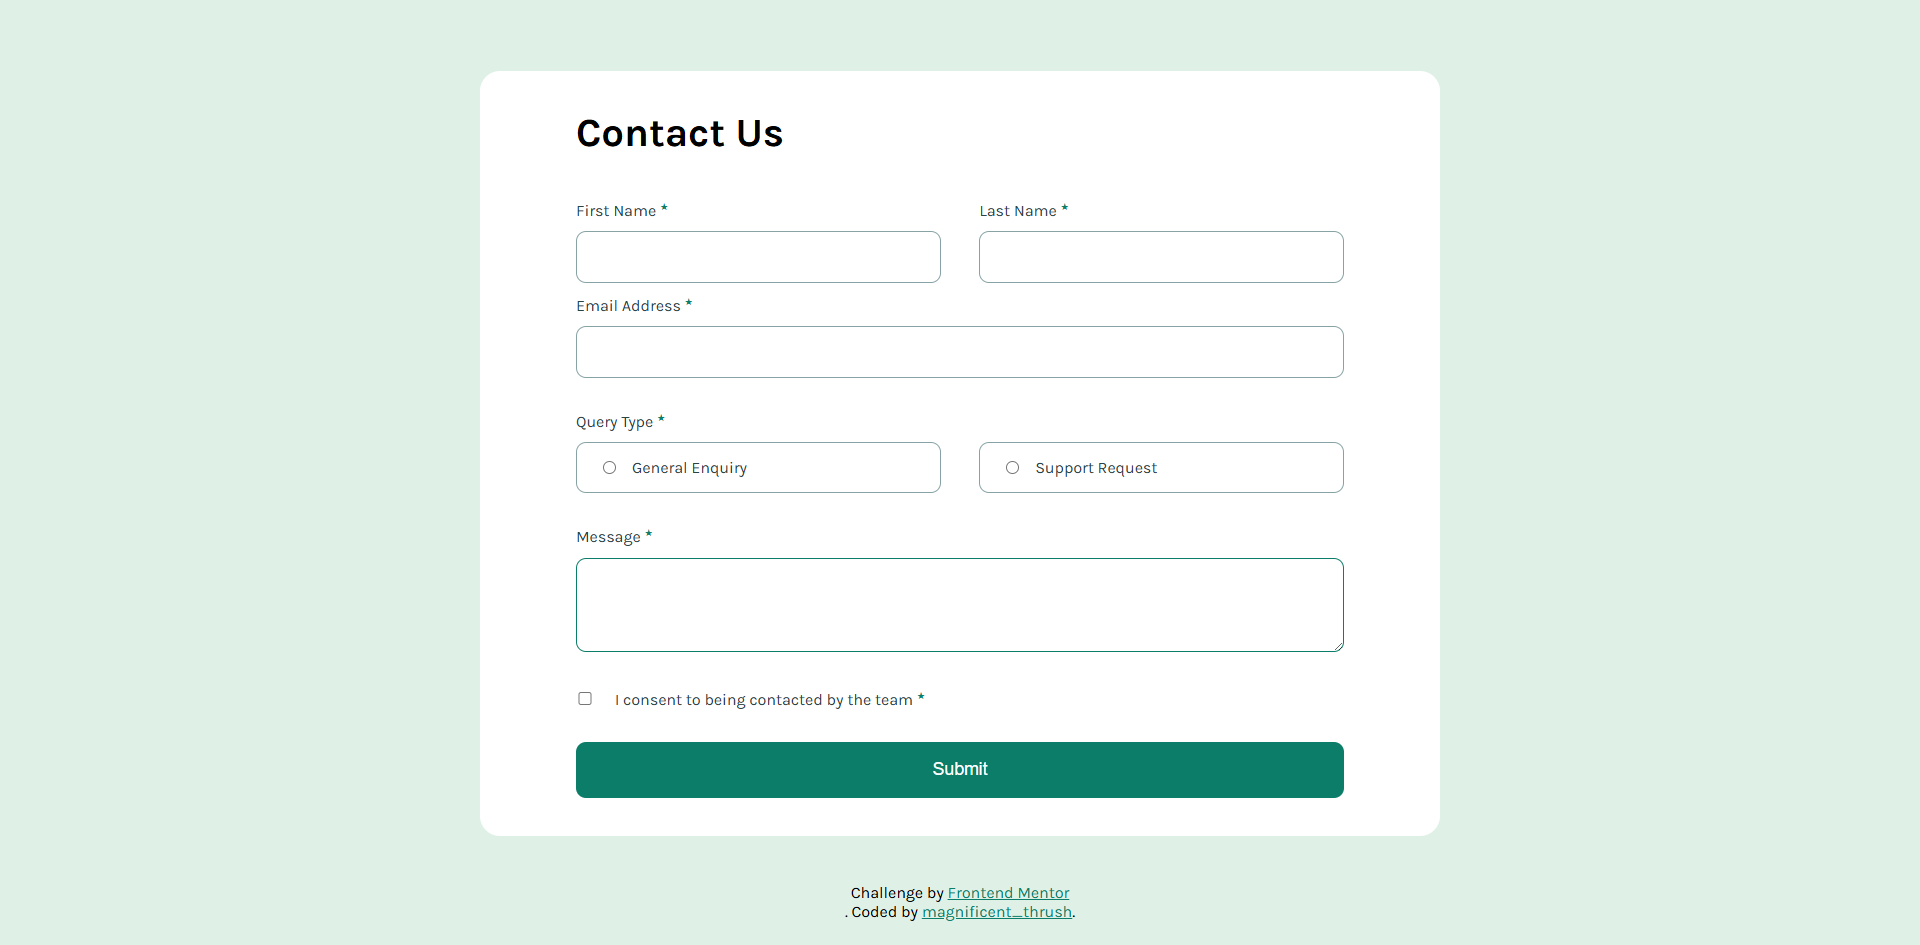 Contact Us
First Name *
Last Name *
Email Address *
Query Type *
General Enquiry
Support Request
Message *
I consent to being contacted by the team *
Submit
Challenge by Frontend Mentor
. Coded by magnificent_thrush.